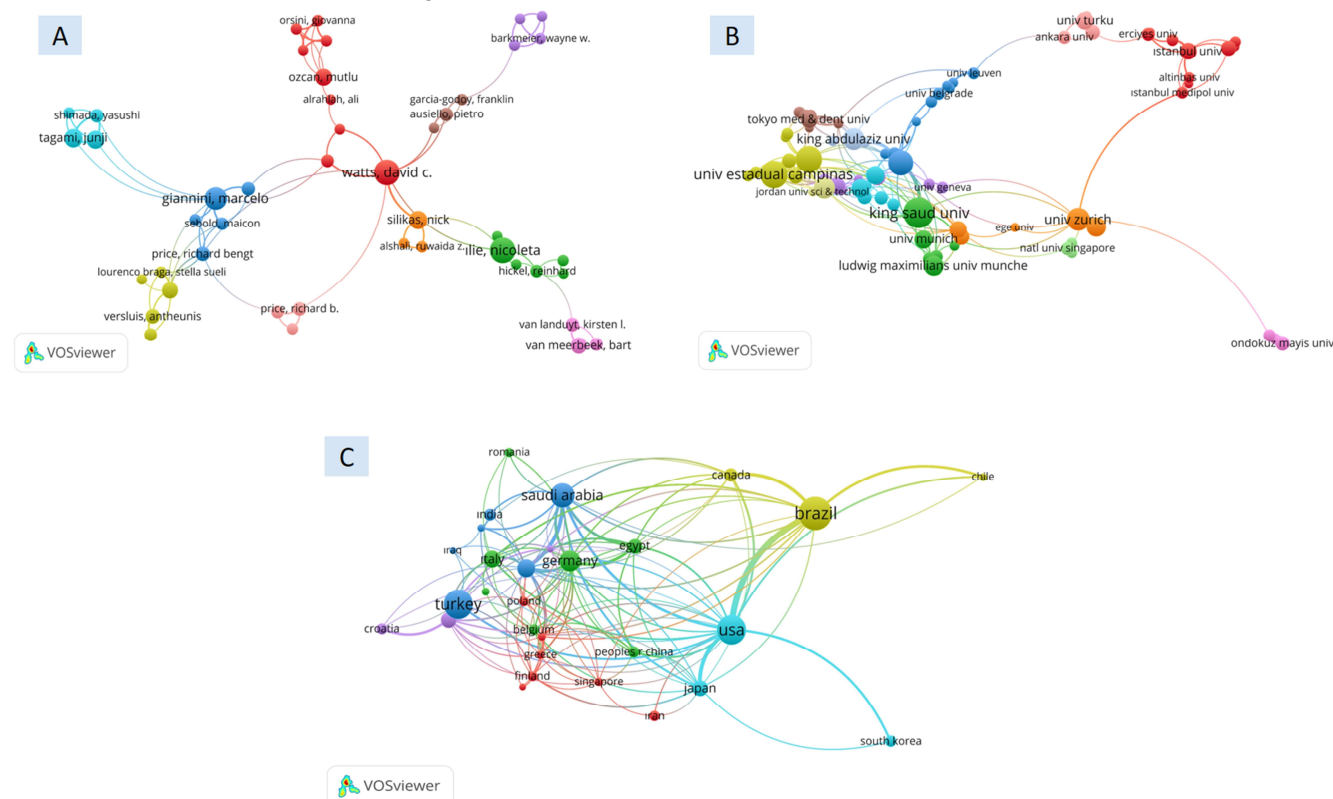 A
orsini, giovanna
ozcan, mutlu
alrahlah, ali
barkmeier, wayne w.
garcia-godoy, franklin
ausiello, pietro
shimada, yasushi
tagami, junji
watts, david c.
giannini, marcelo
sebold, maicon
price, richard bengt
lourenco braga, stella sueli
versluis, antheunis
silikas, nick
alshali, ruwaida z.
ilie, nicoleta
hickel, reinhard
price, richard b.
van landuyt, kirsten l.
van meerbeek, bart
VOSviewer
B
univ turku
ankara univ
erciyes univ
ıstanbul univ
altinbas univ
ıstanbul medipol univ
univ leuven
univ belgrade
tokyo med & dent univ
king abdulaziz univ
univ estadual campinas
jordan univ sci & technol
univ geneva
king saud univ
ege univ
univ zurich
univ munich
natl univ singapore
ludwig maximilians univ munche
ondokuz mayis univ
VOSviewer
C
romania
saudi arabia
canada
chile
ındia
brazil
ıraq
ıtaly
egypt
germany
turkey
poland
croatia
belgium
usa
greece
peoples r china
finland
singapore
japan
ıran
south korea
VOSviewer